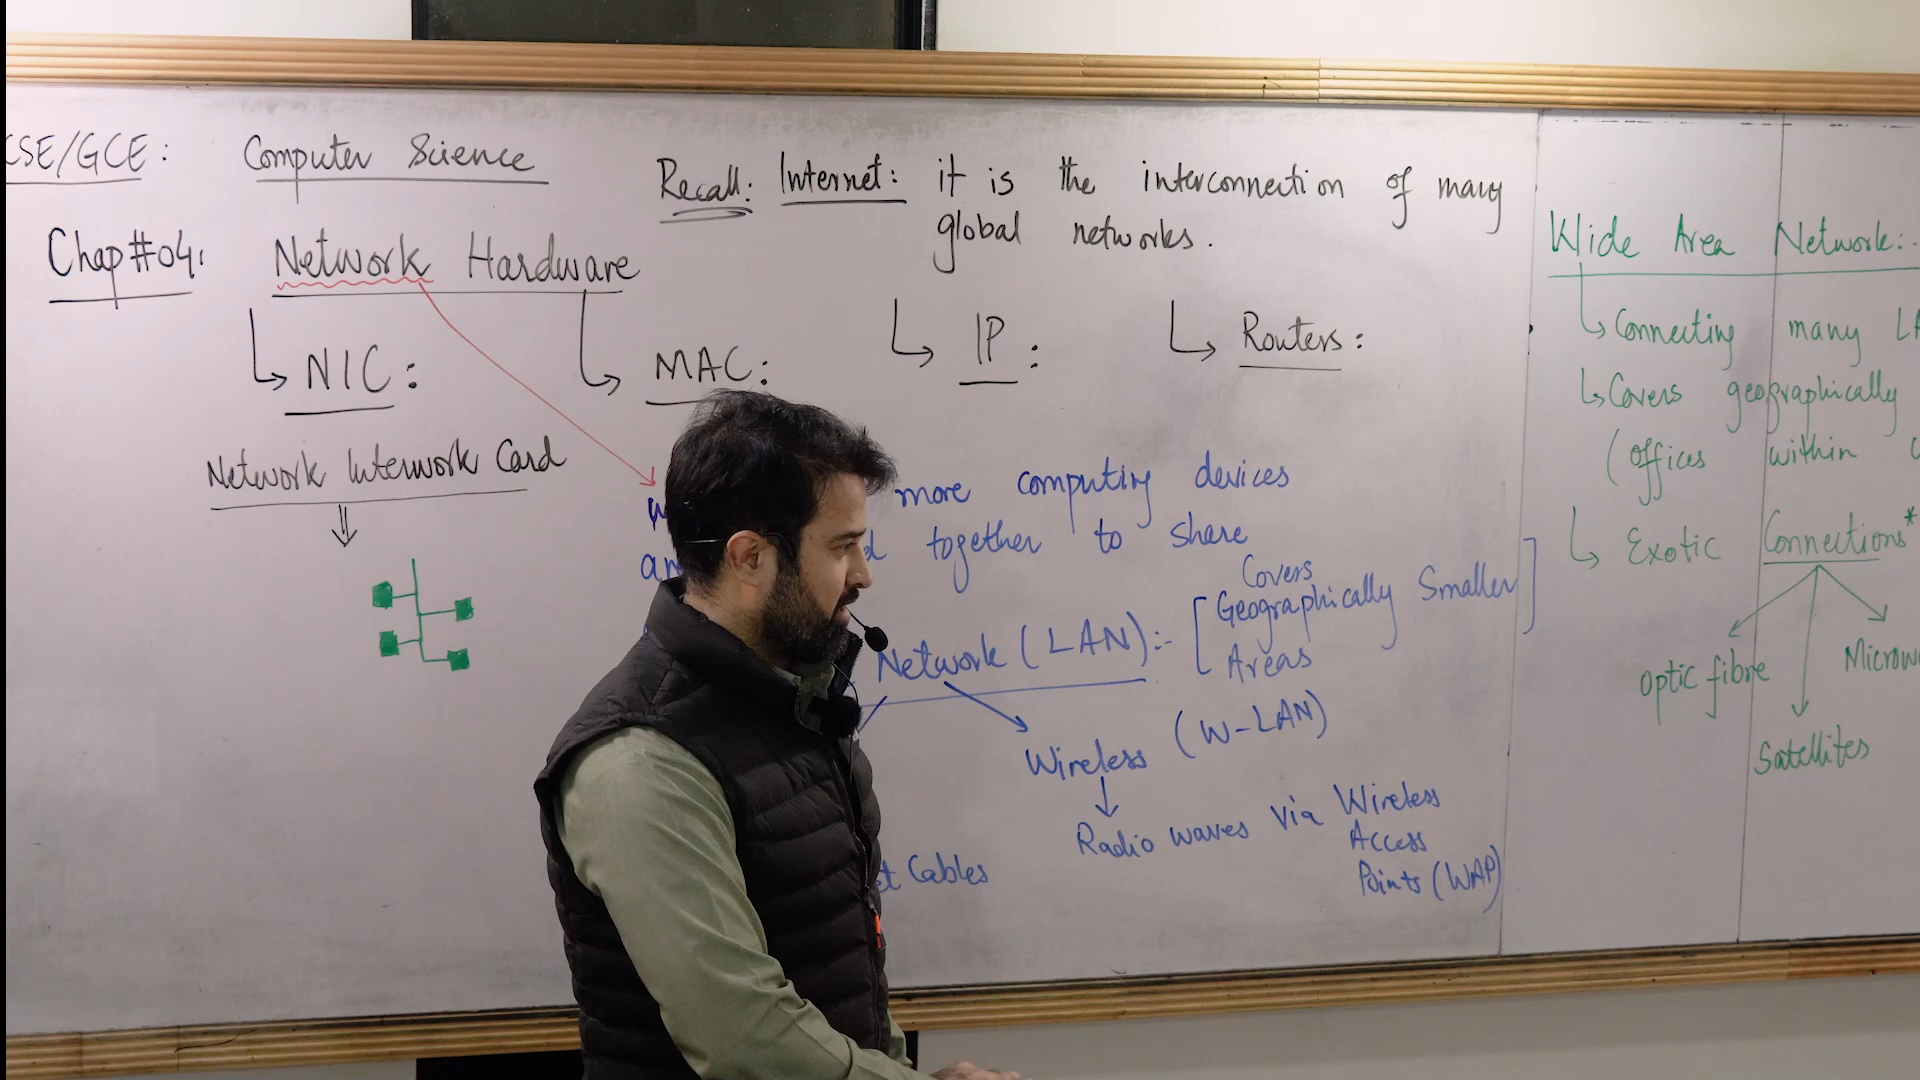 CSE/GCE: Computer Science
Chap#04: Network Hardware
NIC:
MAC:
Network Interwork Card
Recall: Internet: it is the interconnection of many
global networks.
IP:
Routers:
more computing devices
together to share
Network (LAN):- [Covers
Geographically Smaller
Areas]
Wireless (W-LAN)
Radio waves via Wireless
Access
Points (WAP)
Cables
Wide Area Network:-
Connecting many
Covers geographically
(offices within
Exotic Connections*
Optic fibre
Satellites